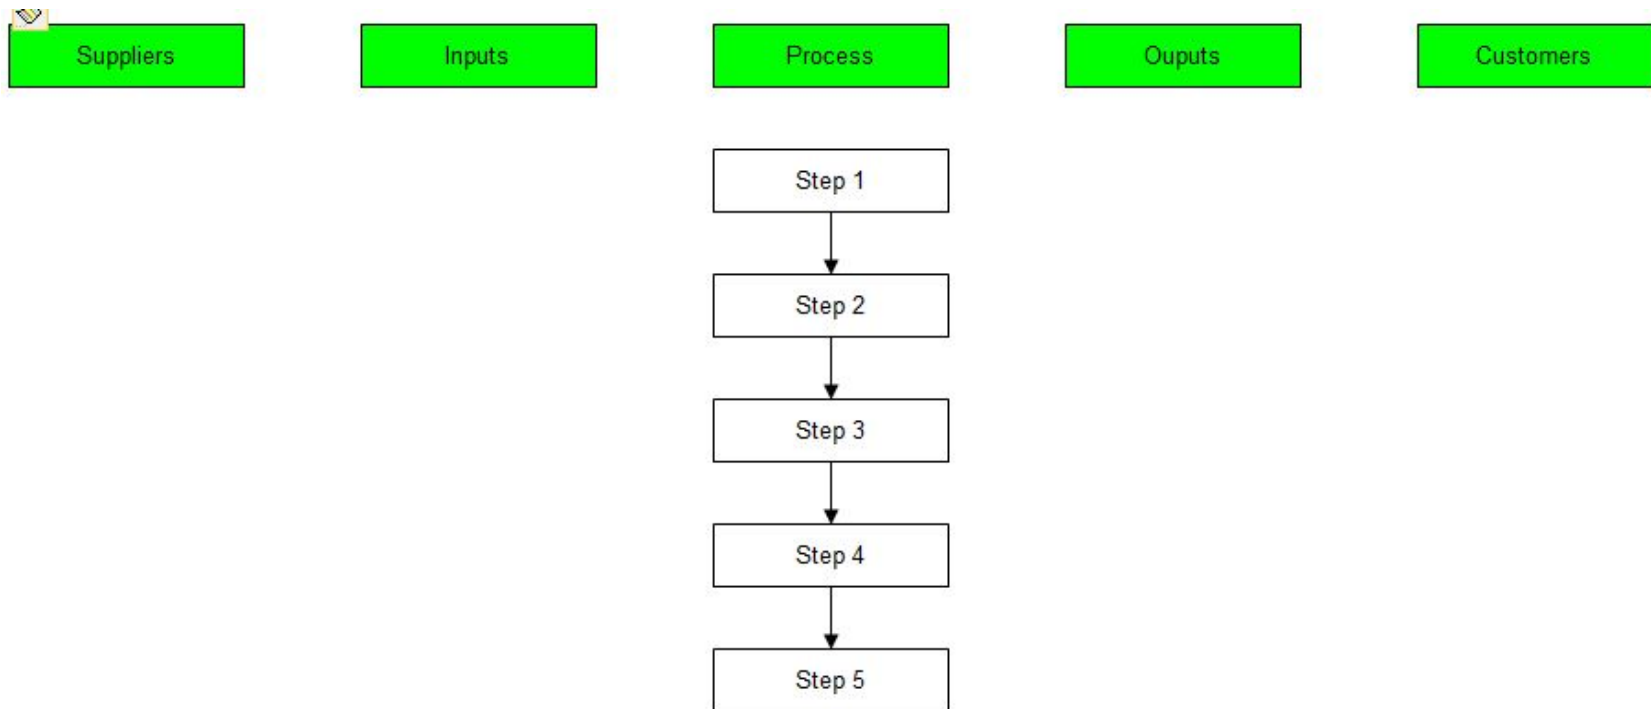 Suppliers
Inputs
Process
Ouputs
Customers
Step 1
Step 2
Step 3
Step 4
Step 5